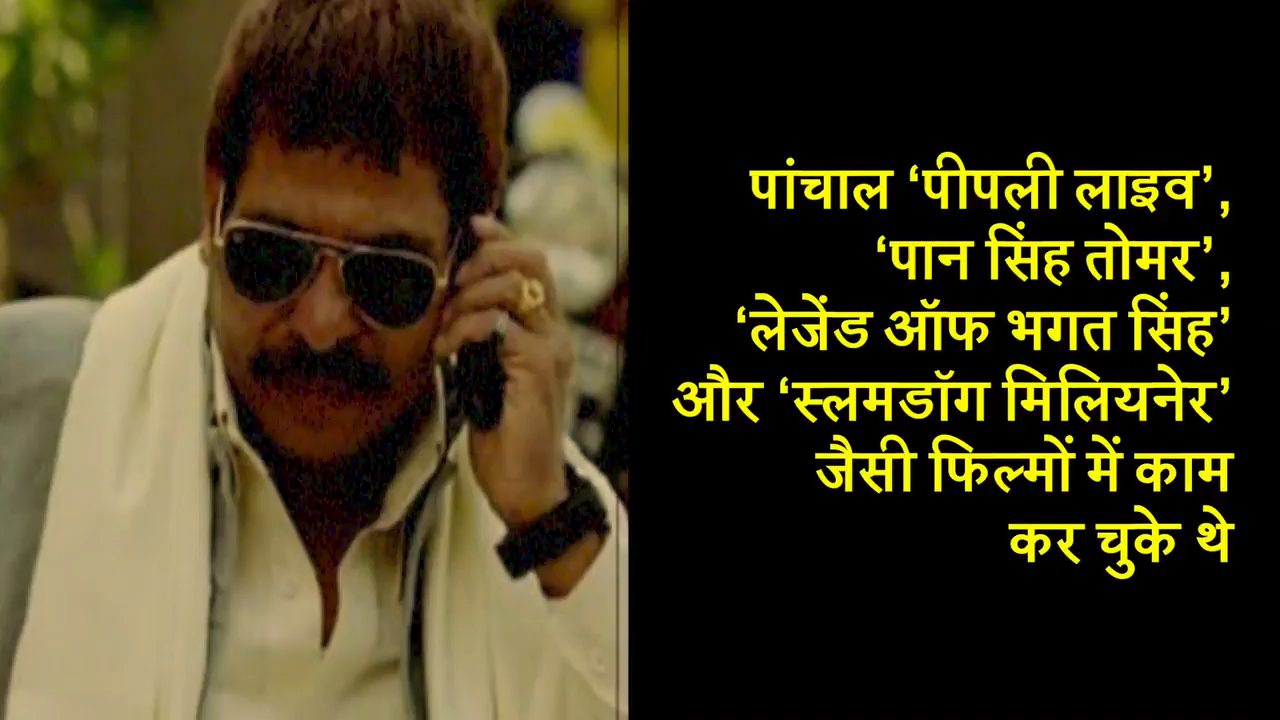 पांचाल ‘पीपली लाइव’,
‘पान सिंह तोमर’,
‘लेजेंड ऑफ भगत सिंह’
और ‘स्लमडॉग मिलियनेर’
जैसी फिल्मों में काम
कर चुके थे